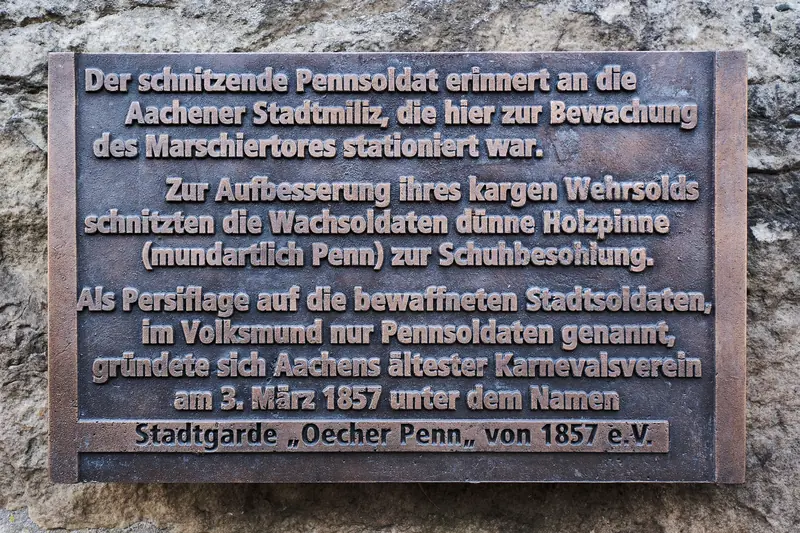 Der schnitzende Pennsoldat erinnert an die
Aachener Stadtmiliz, die hier zur Bewachung
des Marschiertores stationiert war.
Zur Aufbesserung ihres kargen Wehrsolds
schnitzten die Wachsoldaten dünne Holzpinne
(mundartlich Penn) zur Schuhbesohlung.
Als Persiflage auf die bewaffneten Stadtsoldaten,
im Volksmund nur Pennsoldaten genannt,
gründete sich Aachens ältester Karnevalsverein
am 3. März 1857 unter dem Namen
Stadtgarde „Oecher Penn„ von 1857 e.V.